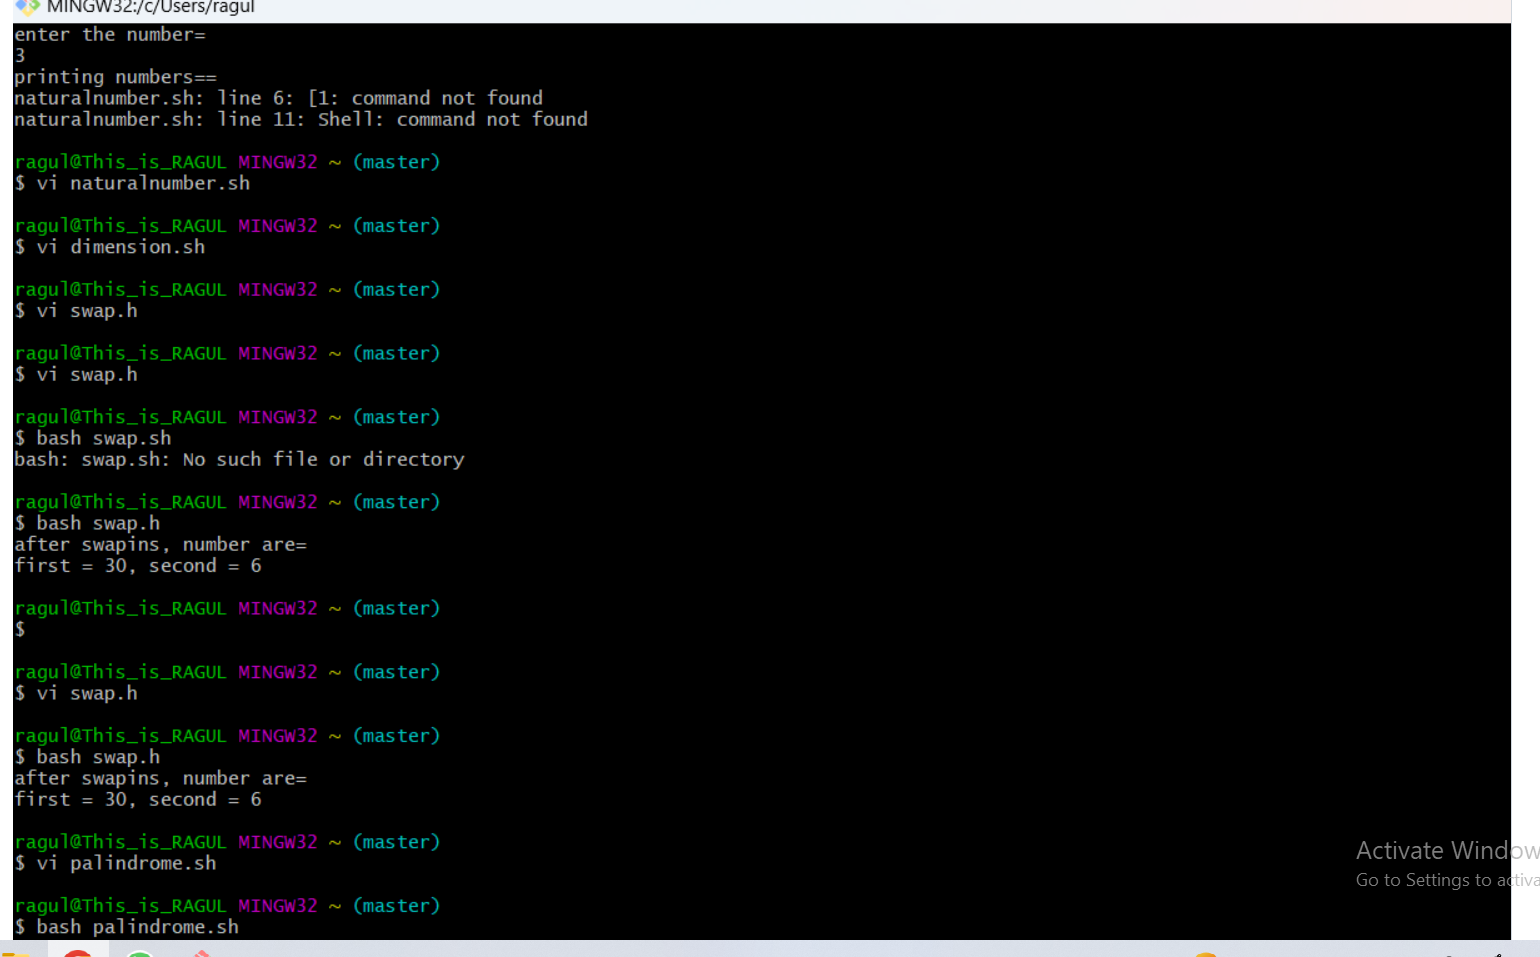 MINGW32:/c/Users/ragul
enter the number=
3
printing numbers==
naturalnumber.sh: line 6: [1: command not found
naturalnumber.sh: line 11: Shell: command not found
ragul@This_is_RAGUL MINGW32 ~ (master)
$ vi naturalnumber.sh
ragul@This_is_RAGUL MINGW32 ~ (master)
$ vi dimension.sh
ragul@This_is_RAGUL MINGW32 ~ (master)
$ vi swap.h
ragul@This_is_RAGUL MINGW32 ~ (master)
$ vi swap.h
ragul@This_is_RAGUL MINGW32 ~ (master)
$ bash swap.sh
bash: swap.sh: No such file or directory
ragul@This_is_RAGUL MINGW32 ~ (master)
$ bash swap.h
after swapins, number are=
first = 30, second = 6
ragul@This_is_RAGUL MINGW32 ~ (master)
$
ragul@This_is_RAGUL MINGW32 ~ (master)
$ vi swap.h
ragul@This_is_RAGUL MINGW32 ~ (master)
$ bash swap.h
after swapins, number are=
first = 30, second = 6
ragul@This_is_RAGUL MINGW32 ~ (master)
$ vi palindrome.sh
ragul@This_is_RAGUL MINGW32 ~ (master)
$ bash palindrome.sh
Activate Window
Go to Settings to activa